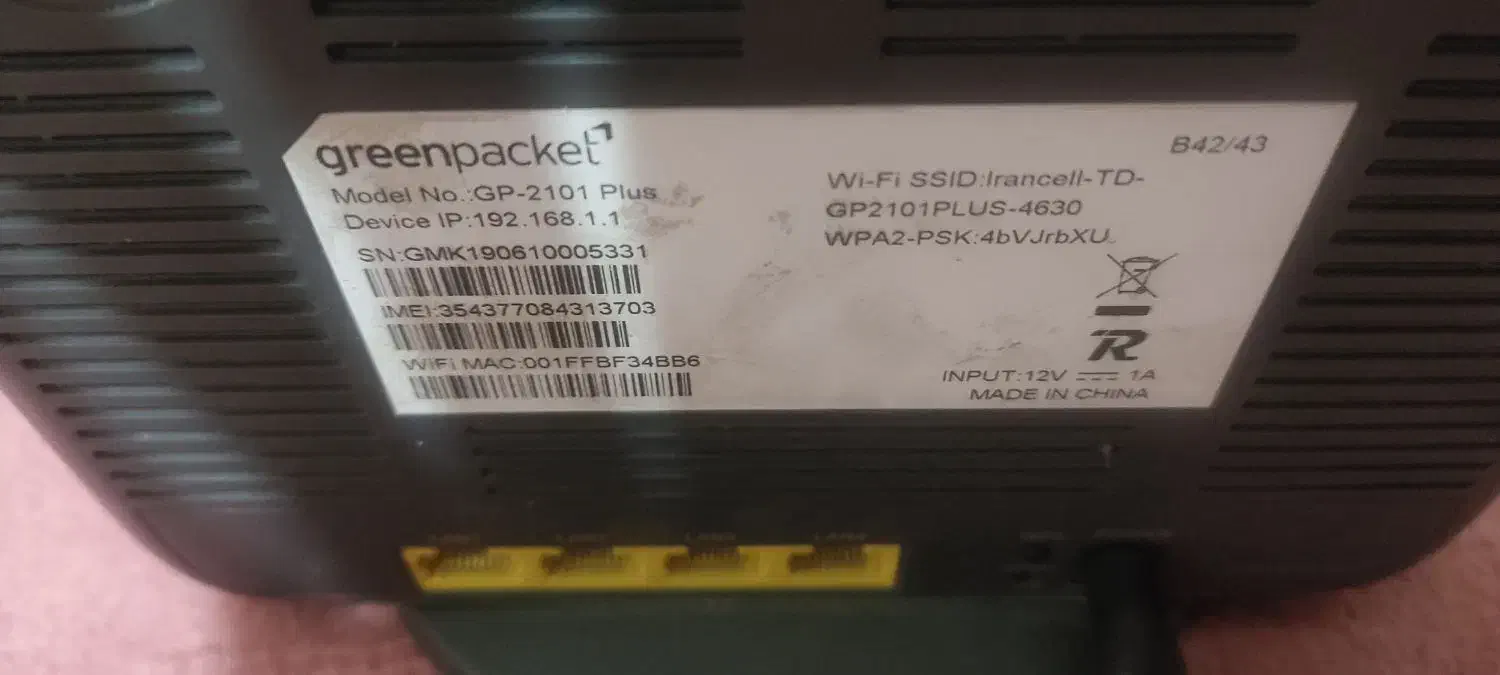 greenpacket
Model No.:GP-2101 Plus
Device IP:192.168.1.1
SN:GMK190610005331
IMEI:354377084313703
WiFi MAC:001FFBF34BB6
B42/43
Wi-Fi SSID:Irancell-TD-
GP2101PLUS-4630
WPA2-PSK:4bVJrbXU
INPUT:12V ⎓ 1A
MADE IN CHINA